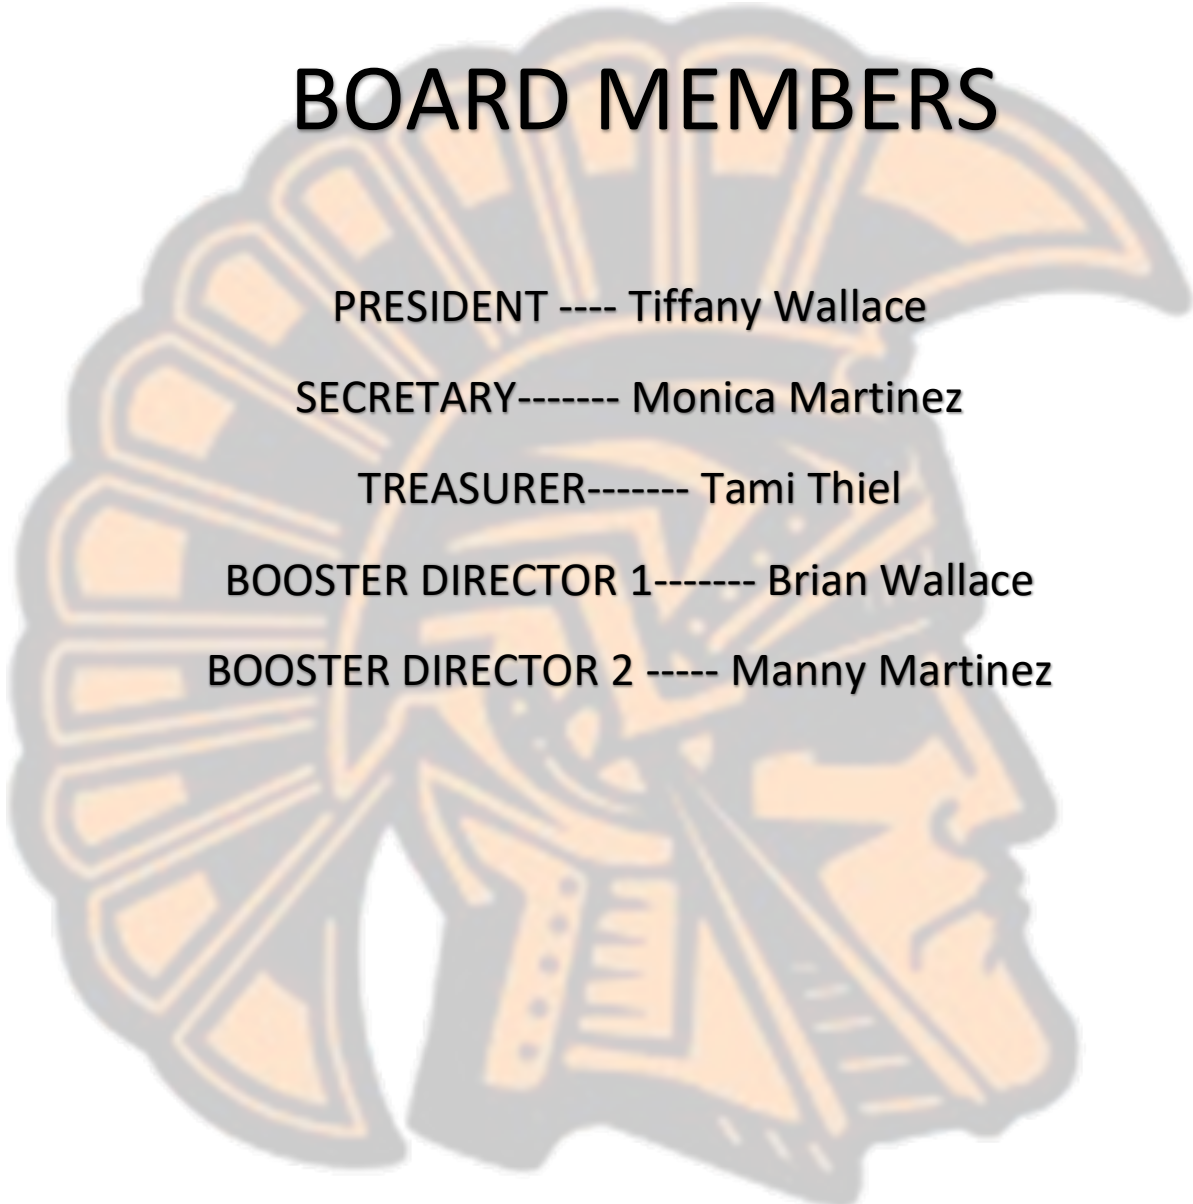 BOARD MEMBERS
PRESIDENT ---- Tiffany Wallace
SECRETARY------- Monica Martinez
TREASURER------- Tami Thiel
BOOSTER DIRECTOR 1------- Brian Wallace
BOOSTER DIRECTOR 2 ----- Manny Martinez